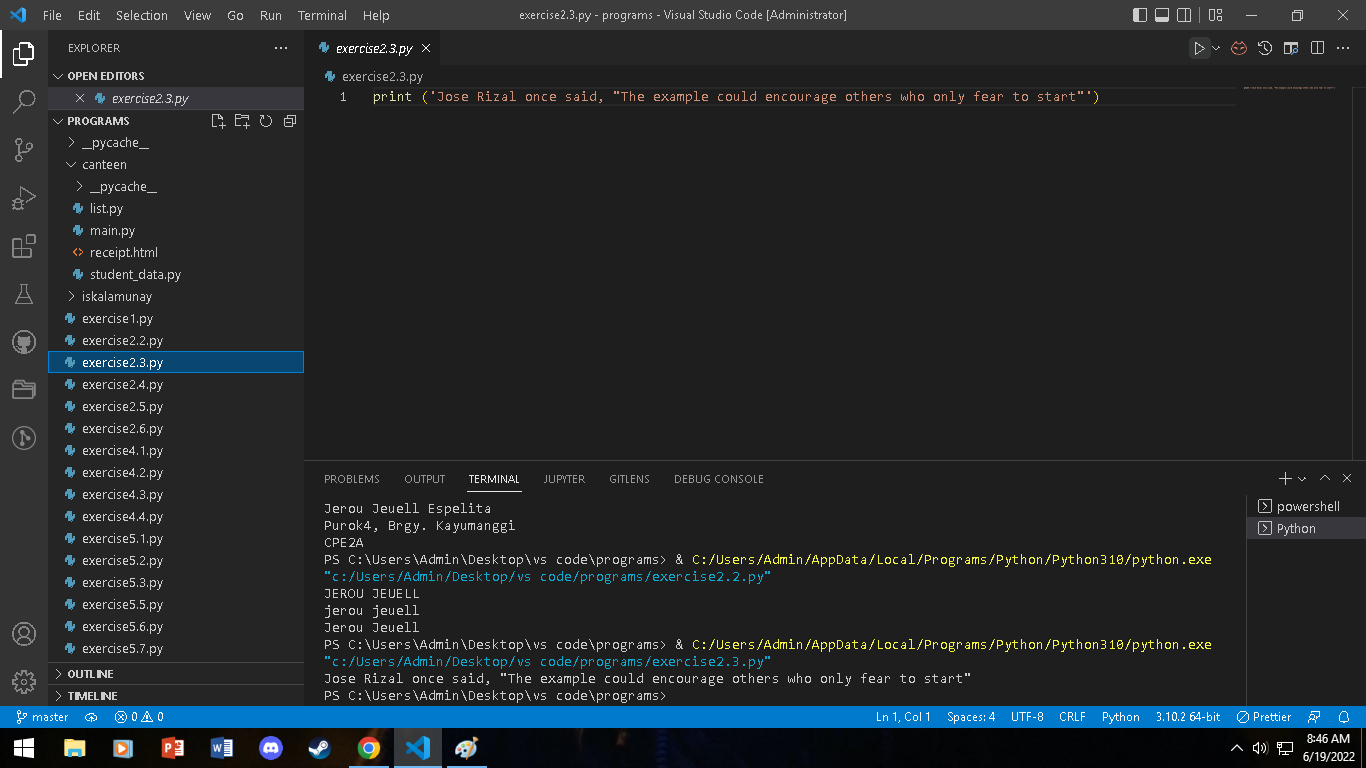 File Edit Selection View Go Run Terminal Help exercise2.3.py - programs - Visual Studio Code [Administrator]
EXPLORER
OPEN EDITORS
exercise2.3.py
PROGRAMS
__pycache__
canteen
__pycache__
list.py
main.py
receipt.html
student_data.py
iskalamunay
exercise1.py
exercise2.2.py
exercise2.3.py
exercise2.4.py
exercise2.5.py
exercise2.6.py
exercise4.1.py
exercise4.2.py
exercise4.3.py
exercise4.4.py
exercise5.1.py
exercise5.2.py
exercise5.3.py
exercise5.5.py
exercise5.6.py
exercise5.7.py
OUTLINE
TIMELINE
exercise2.3.py
exercise2.3.py
1 print ('Jose Rizal once said, "The example could encourage others who only fear to start"')
PROBLEMS OUTPUT TERMINAL JUPYTER GITLENS DEBUG CONSOLE
Jerou Jeuell Espelita
Purok4, Brgy. Kayumanggi
CPE2A
PS C:\Users\Admin\Desktop\vs code\programs> & C:/Users/Admin/AppData/Local/Programs/Python/Python310/python.exe
"c:/Users/Admin/Desktop/vs code/programs/exercise2.2.py"
JEROU JEUELL
jerou jeuell
Jerou Jeuell
PS C:\Users\Admin\Desktop\vs code\programs> & C:/Users/Admin/AppData/Local/Programs/Python/Python310/python.exe
"c:/Users/Admin/Desktop/vs code/programs/exercise2.3.py"
Jose Rizal once said, "The example could encourage others who only fear to start"
PS C:\Users\Admin\Desktop\vs code\programs>
powershell
Python
master 0 0 Ln 1, Col 1 Spaces: 4 UTF-8 CRLF Python 3.10.2 64-bit Prettier
8:46 AM
6/19/2022